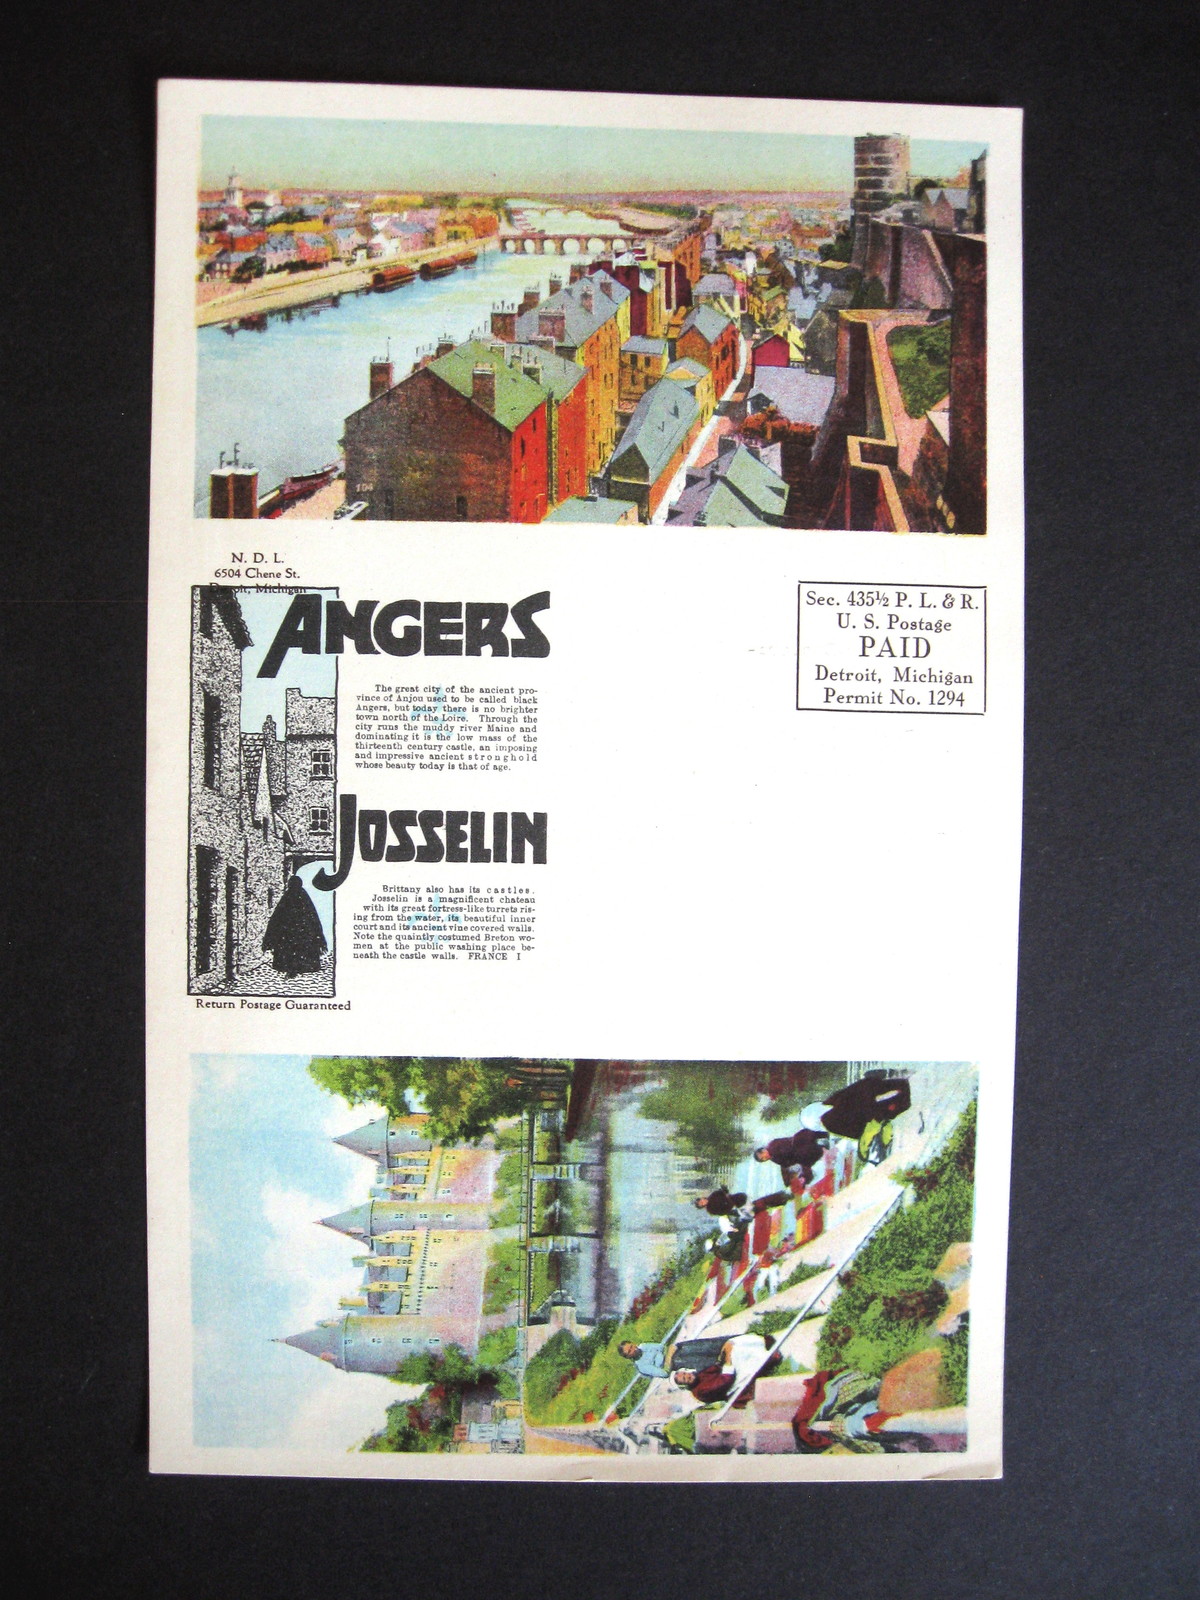 104
N. D. L.
6504 Chene St.
Detroit, Michigan
ANGERS
The great city of the ancient pro-
vince of Anjou used to be called black
Angers, but today there is no brighter
town north of the Loire. Through the
city runs the muddy river Maine and
dominating it is the low mass of the
thirteenth century castle, an imposing
and impressive ancient stronghold
whose beauty today is that of age.
JOSSELIN
Brittany also has its castles.
Josselin is a magnificent chateau
with its great fortress-like turrets ris-
ing from the water, its beautiful inner
court and its ancient vine covered walls.
Note the quaintly costumed Breton wo-
men at the public washing place be-
neath the castle walls. FRANCE I
Return Postage Guaranteed
Sec. 435½ P. L. & R.
U. S. Postage
PAID
Detroit, Michigan
Permit No. 1294